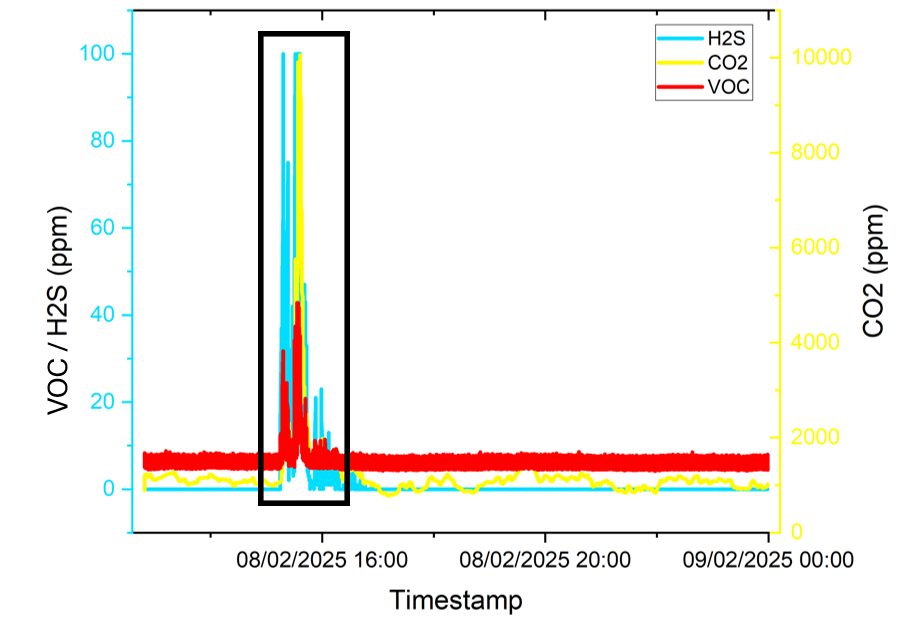 H2S
CO2
VOC
100
80
60
40
20
0
VOC / H2S (ppm)
10000
8000
6000
4000
2000
0
CO2 (ppm)
08/02/2025 16:00
08/02/2025 20:00
09/02/2025 00:00
Timestamp